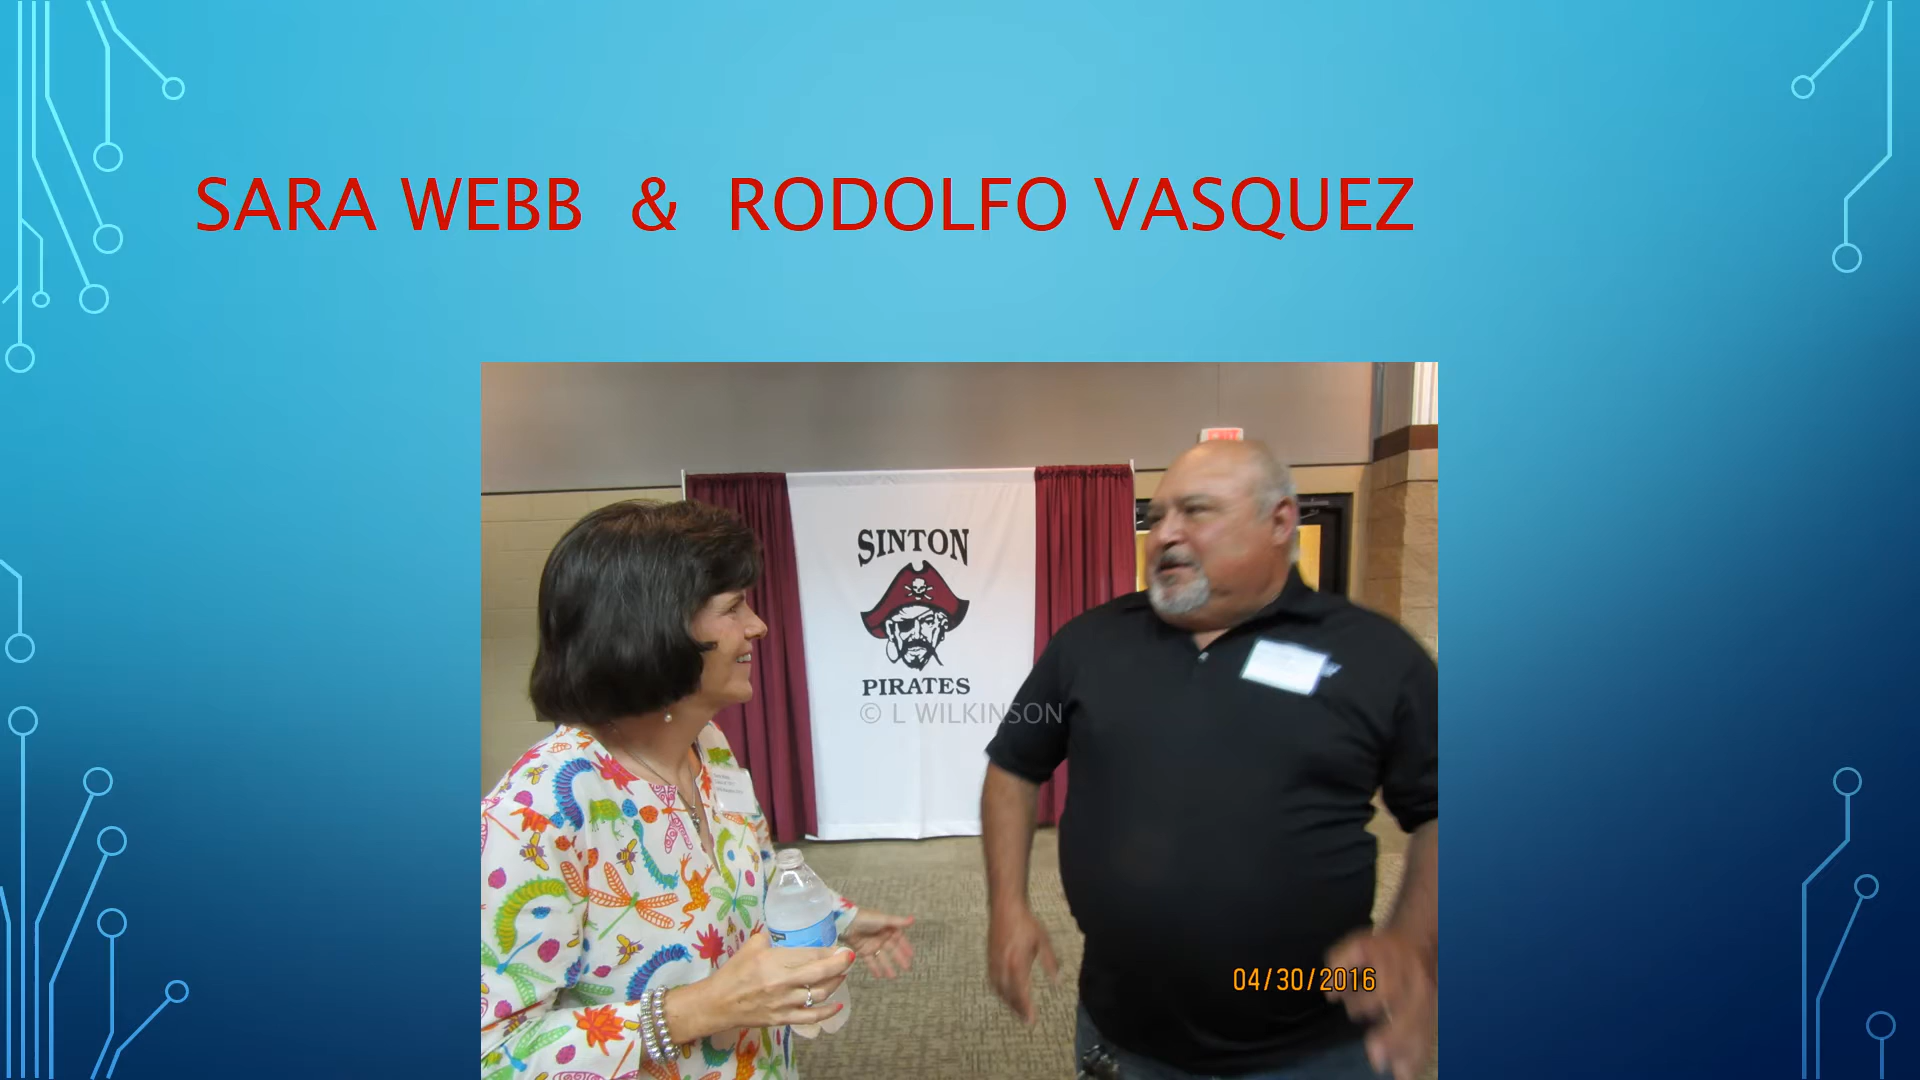 SARA WEBB & RODOLFO VASQUEZ
SINTON
PIRATES
© L WILKINSON
04/30/2016